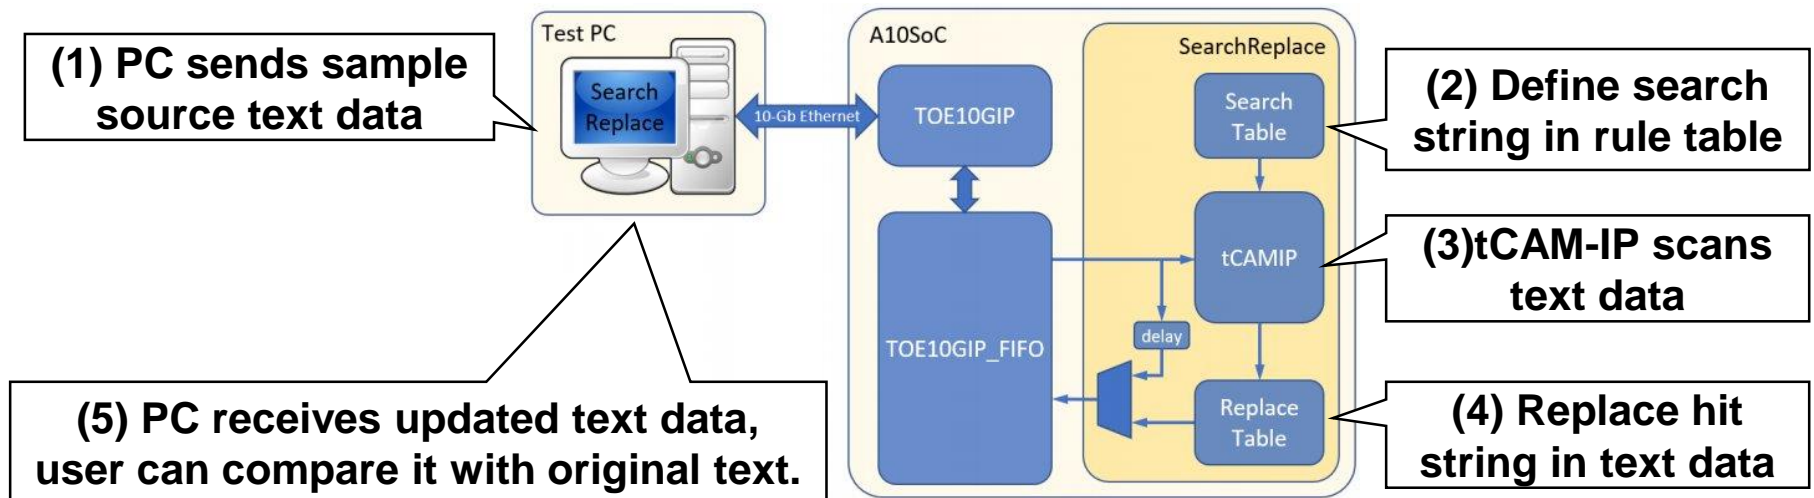 (1) PC sends sample
source text data
Test PC
Search
Replace
10-Gb Ethernet
A10SoC
TOE10GIP
TOE10GIP_FIFO
SearchReplace
Search
Table
tCAMIP
delay
Replace
Table
(2) Define search
string in rule table
(3)tCAM-IP scans
text data
(4) Replace hit
string in text data
(5) PC receives updated text data,
user can compare it with original text.